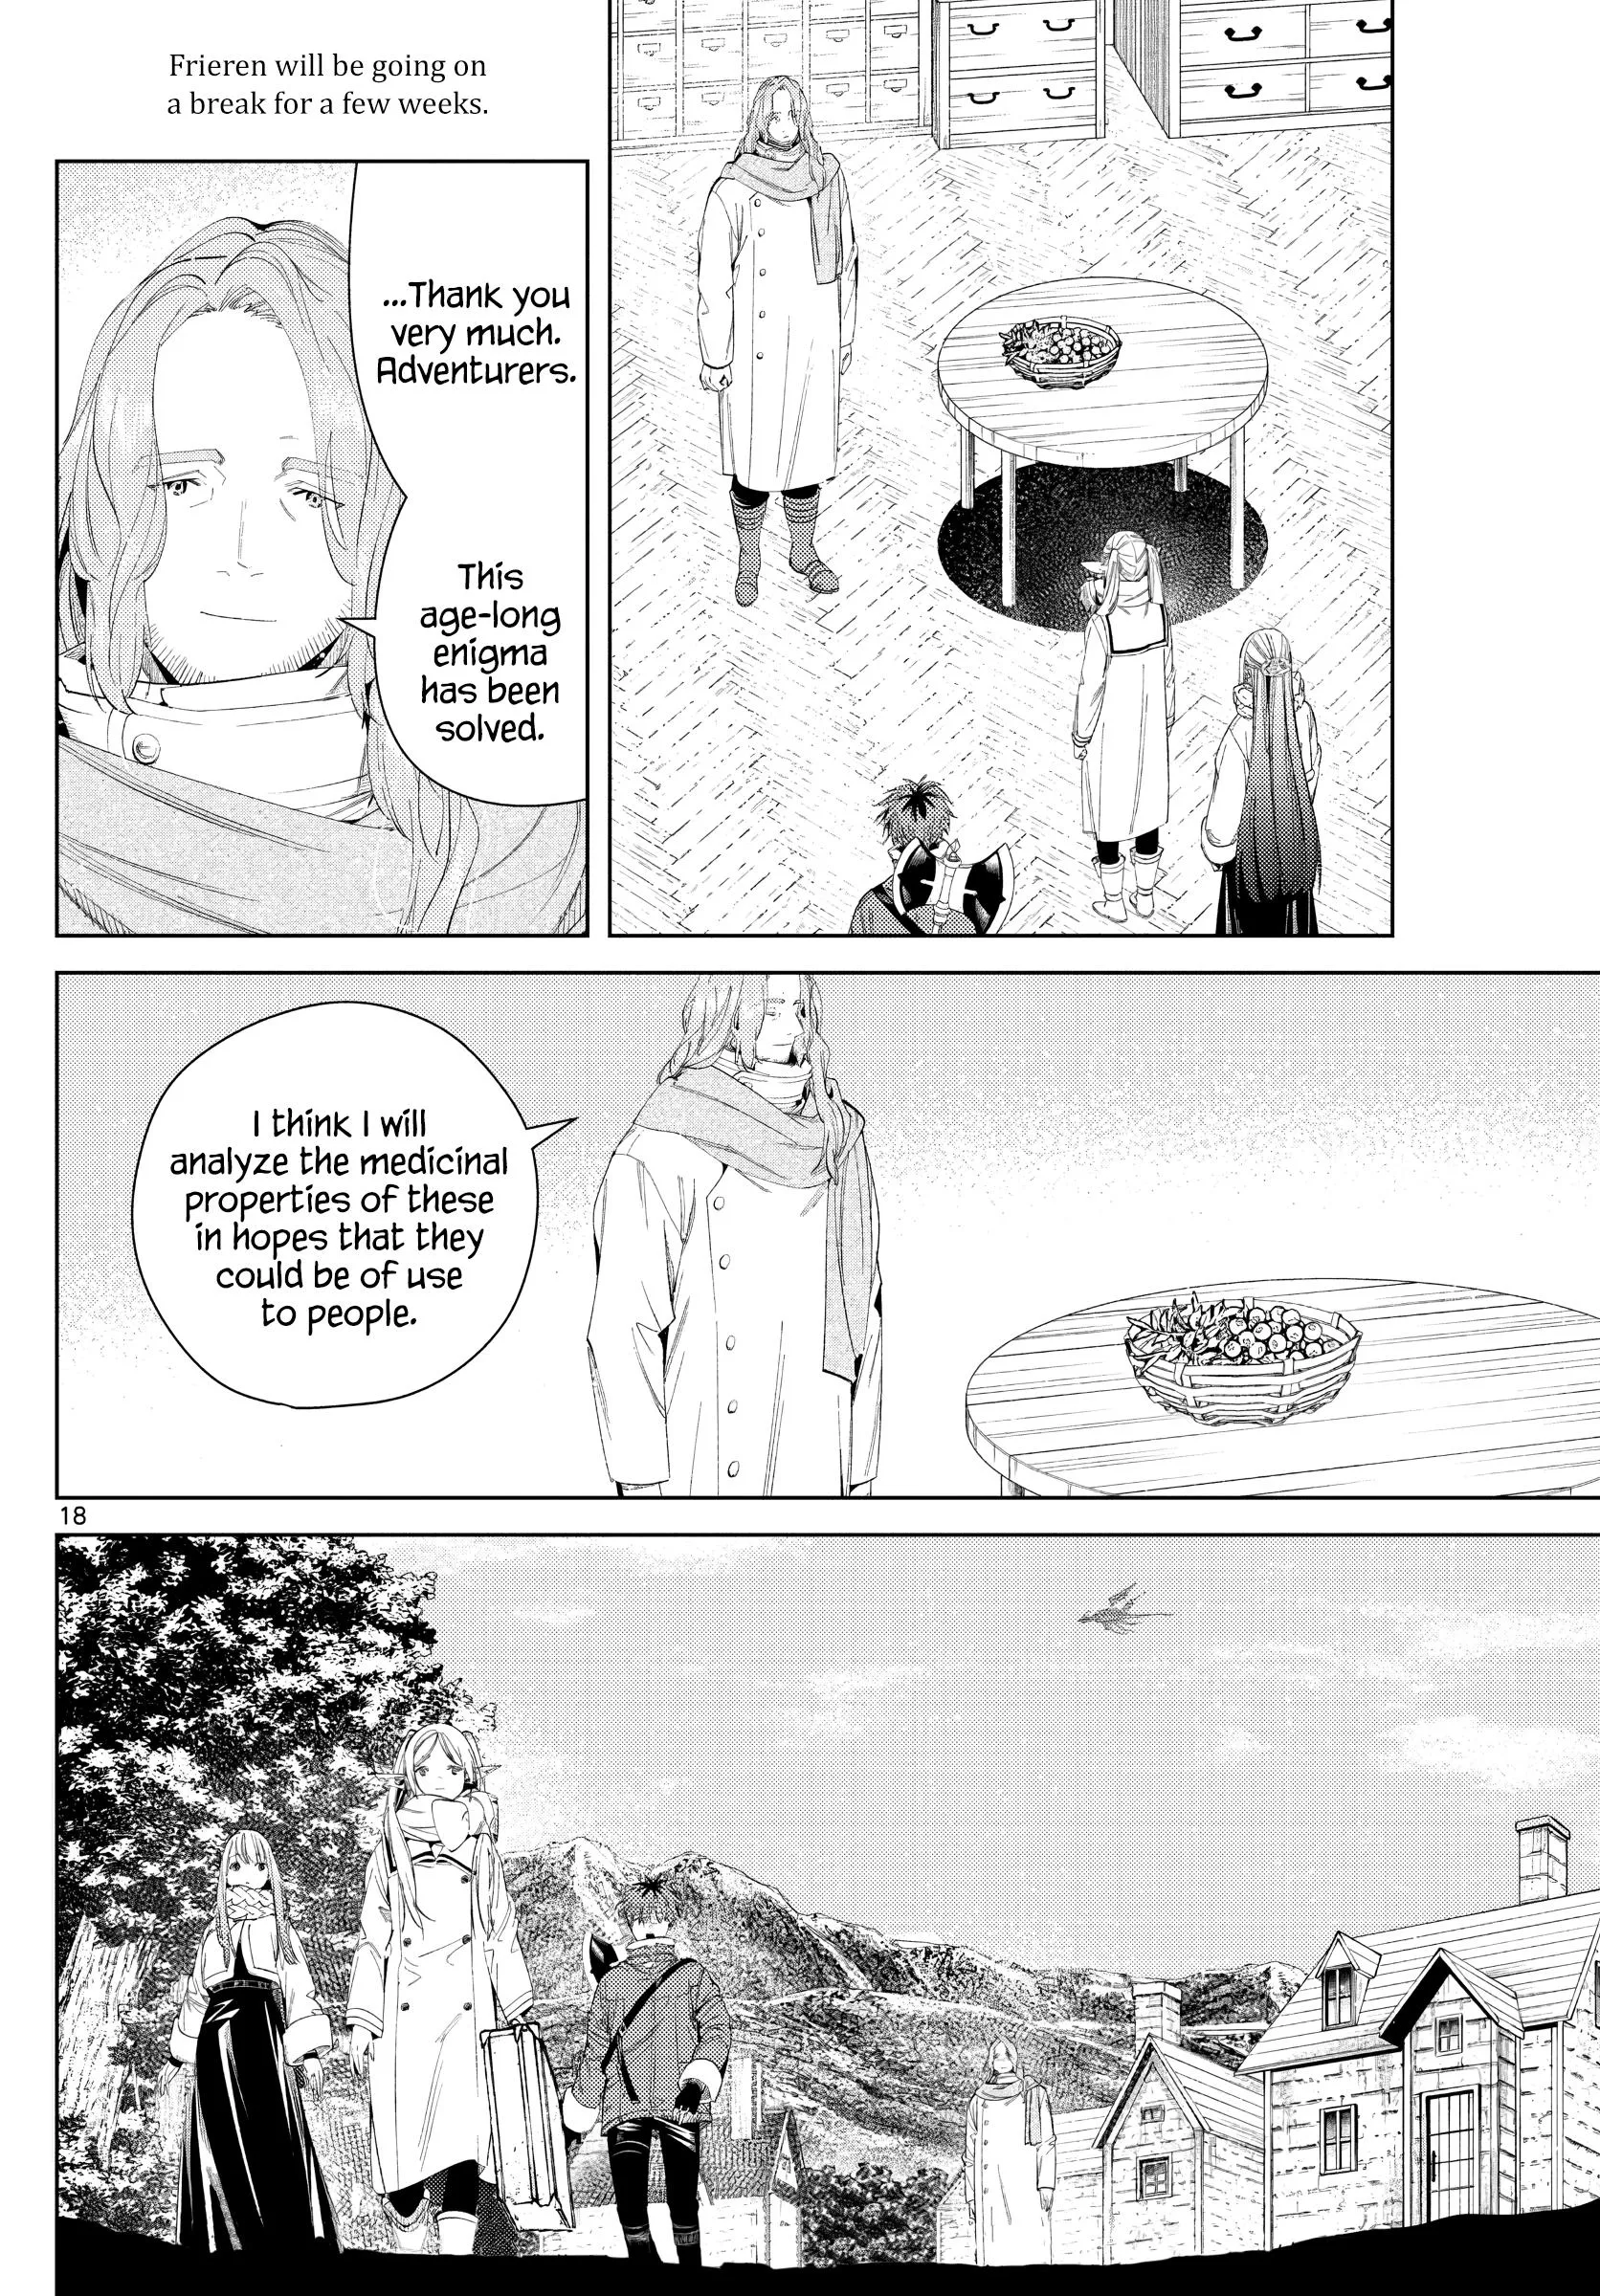 Frieren will be going on
a break for a few weeks.
...Thank you
very much.
Adventurers.
This
age-long
enigma
has been
solved.
I think I will
analyze the medicinal
properties of these
in hopes that they
could be of use
to people.
18